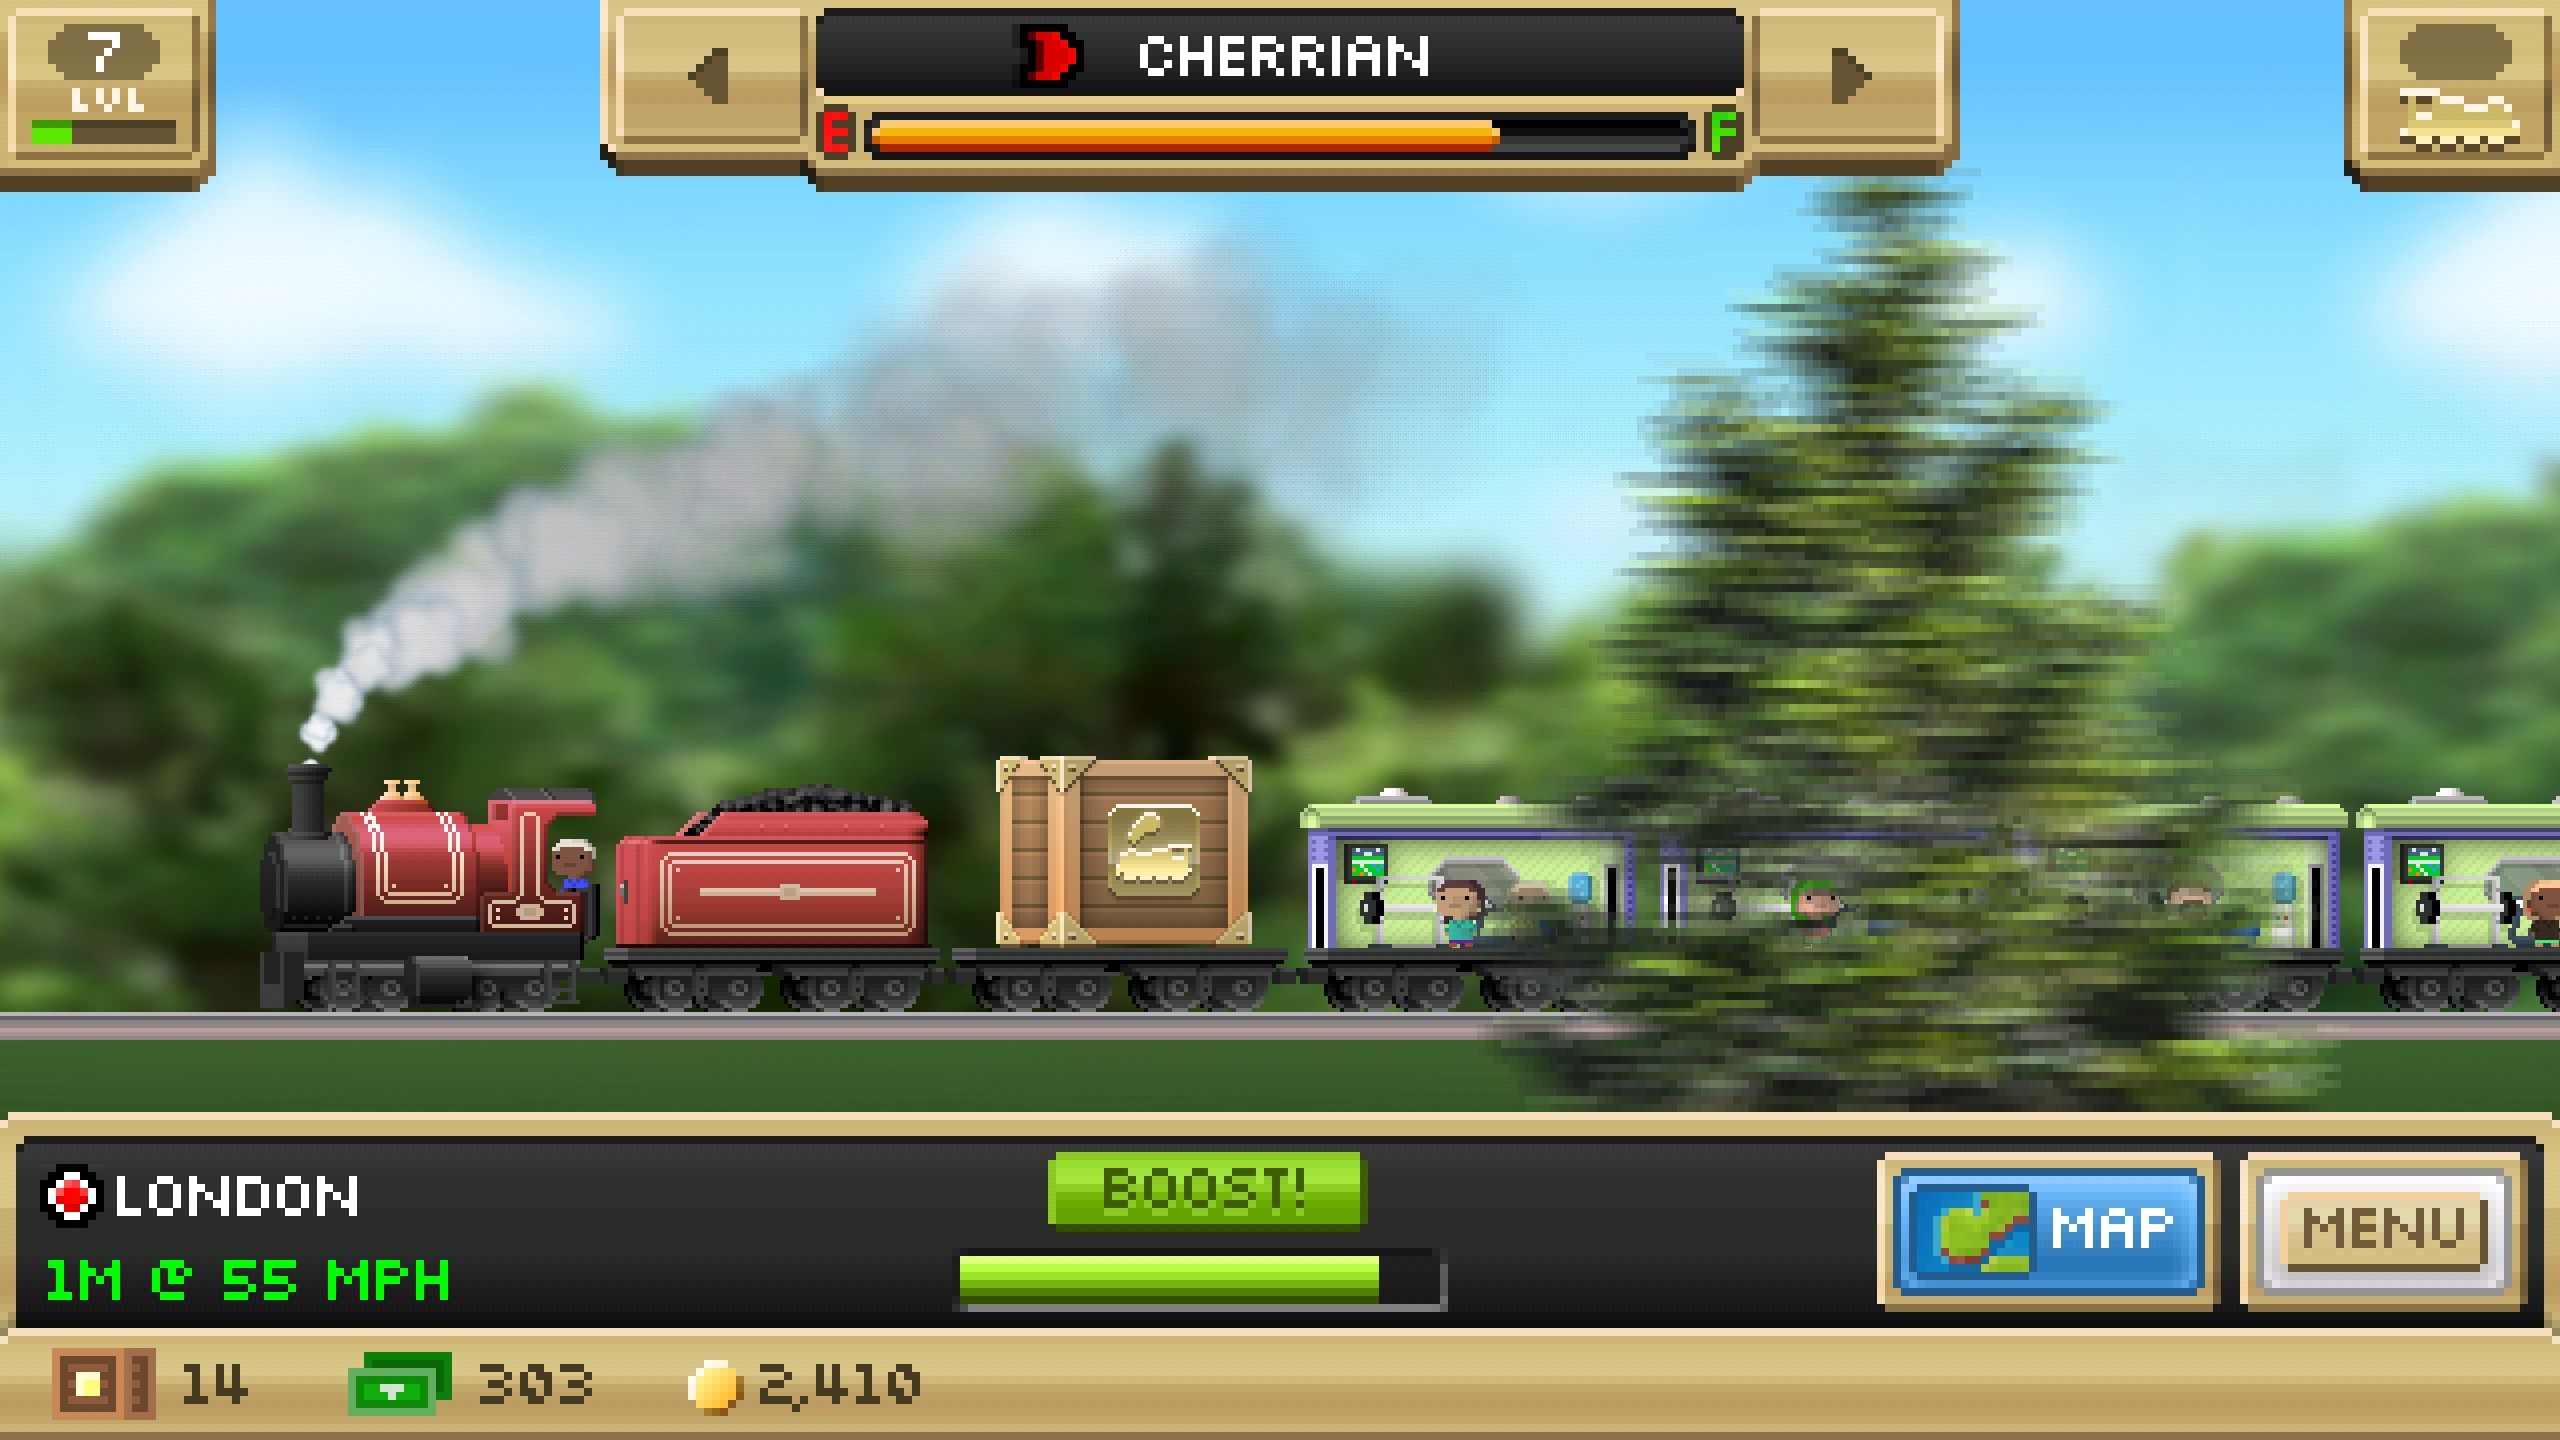 7
LVL
CHERRIAN
E F
LONDON
1M @ 55 MPH
BOOST!
MAP
MENU
14 303 2,410